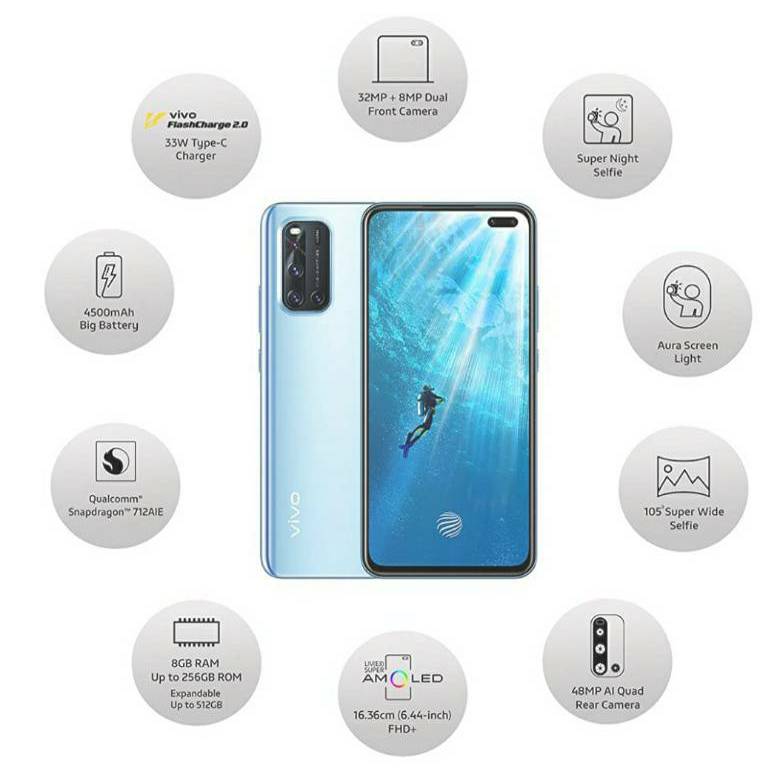 32MP + 8MP Dual
Front Camera
vivo
FlashCharge 2.0
33W Type-C
Charger
Super Night
Selfie
4500mAh
Big Battery
Aura Screen
Light
Qualcomm®
Snapdragon™ 712AIE
105° Super Wide
Selfie
vivo
8GB RAM
Up to 256GB ROM
Expandable
Up to 512GB
SUPER
AMOLED
16.36cm (6.44-inch)
FHD+
48MP AI Quad
Rear Camera